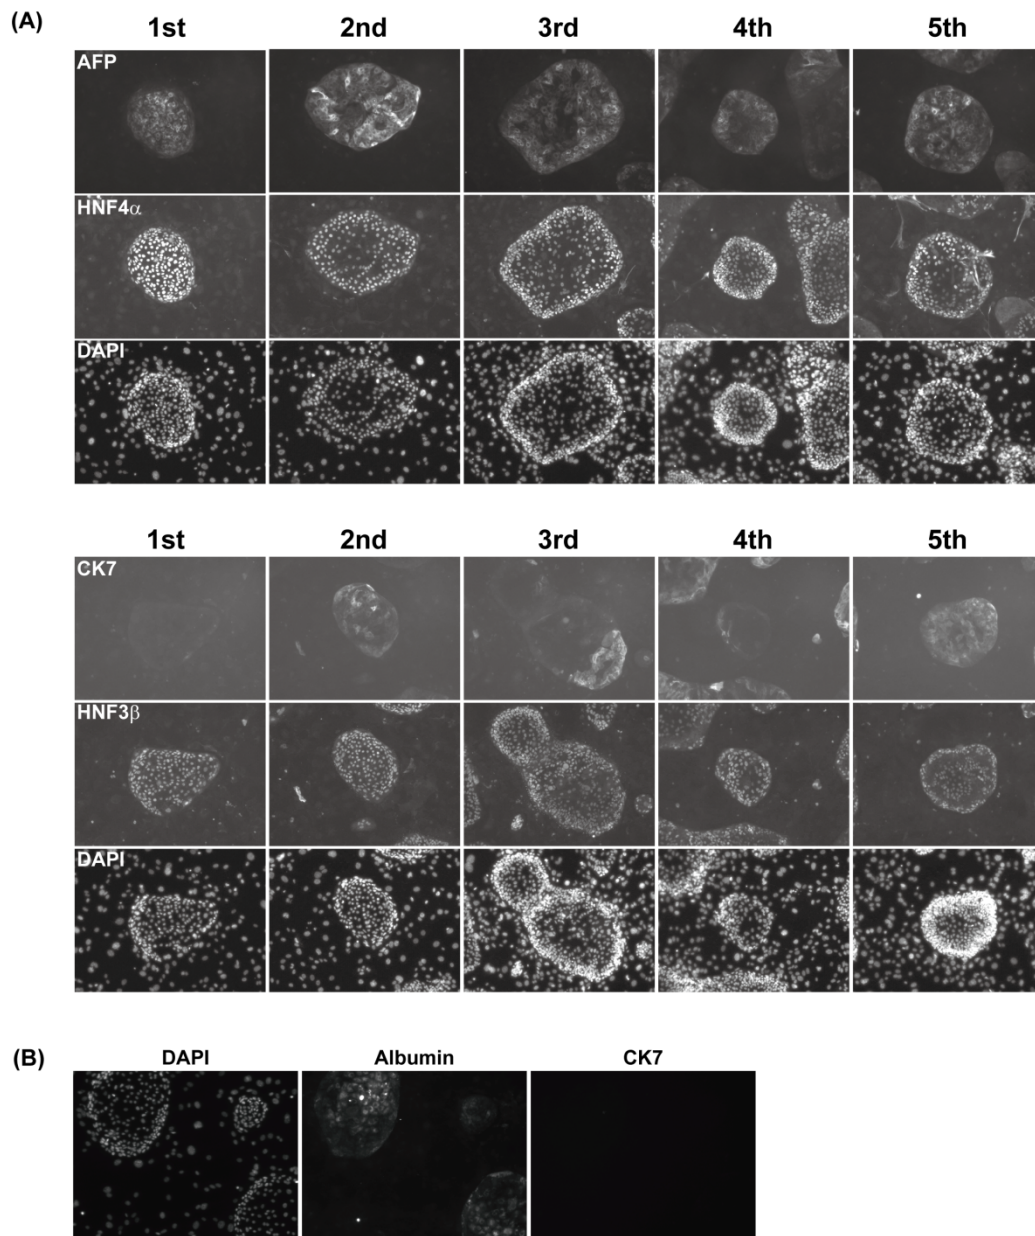 (A)
1st 2nd 3rd 4th 5th
AFP
HNF4α
DAPI
1st 2nd 3rd 4th 5th
CK7
HNF3β
DAPI
(B)
DAPI Albumin CK7